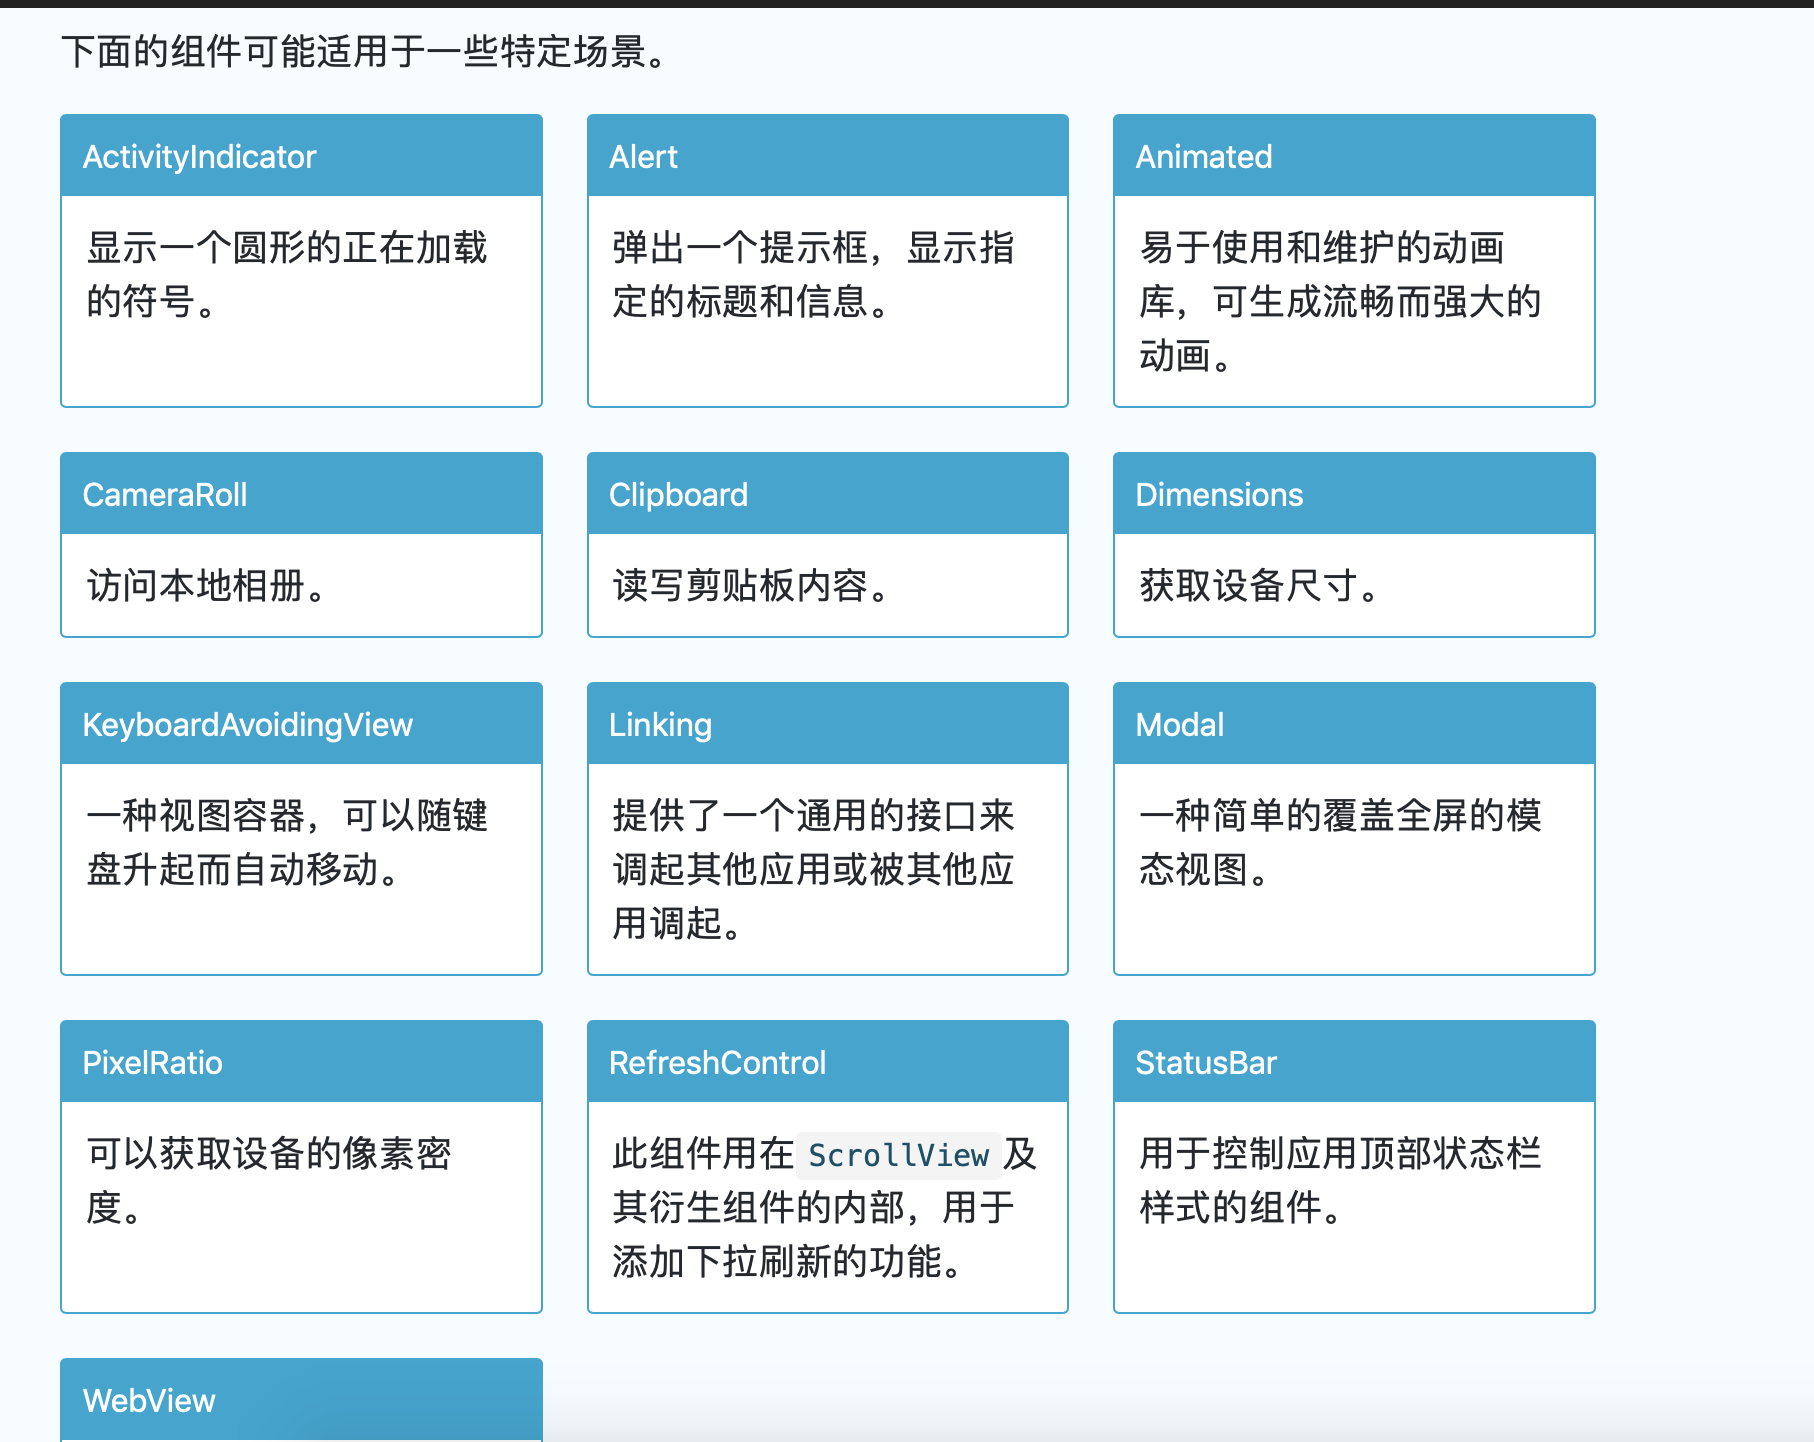 下面的组件可能适用于一些特定场景。
ActivityIndicator
显示一个圆形的正在加载
的符号。
Alert
弹出一个提示框，显示指
定的标题和信息。
Animated
易于使用和维护的动画
库，可生成流畅而强大的
动画。
CameraRoll
访问本地相册。
Clipboard
读写剪贴板内容。
Dimensions
获取设备尺寸。
KeyboardAvoidingView
一种视图容器，可以随键
盘升起而自动移动。
Linking
提供了一个通用的接口来
调起其他应用或被其他应
用调起。
Modal
一种简单的覆盖全屏的模
态视图。
PixelRatio
可以获取设备的像素密
度。
RefreshControl
此组件用在ScrollView及
其衍生组件的内部，用于
添加下拉刷新的功能。
StatusBar
用于控制应用顶部状态栏
样式的组件。
WebView